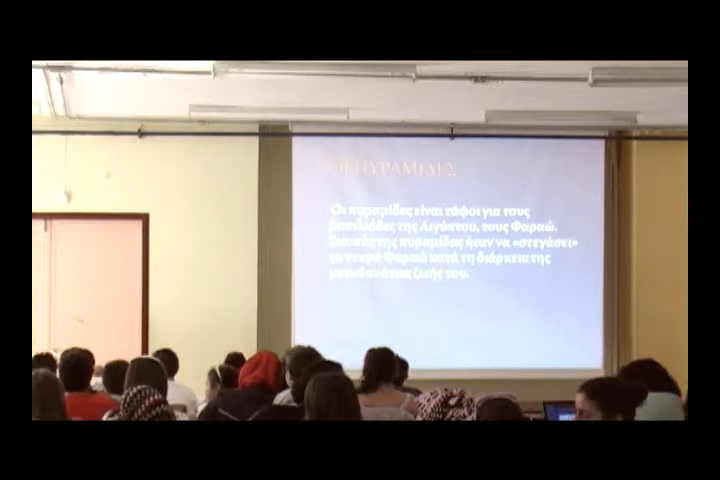 ΟΙ ΠΥΡΑΜΙΔΕΣ
Οι πυραμίδες είναι τάφοι για τους
βασιλιάδες της Αιγύπτου, τους Φαραώ.
της πυραμίδας ήταν να «στεγάσει»
το νεκρό Φαραώ κατά τη διάρκεια της
μεταθανάτιας ζωής του.